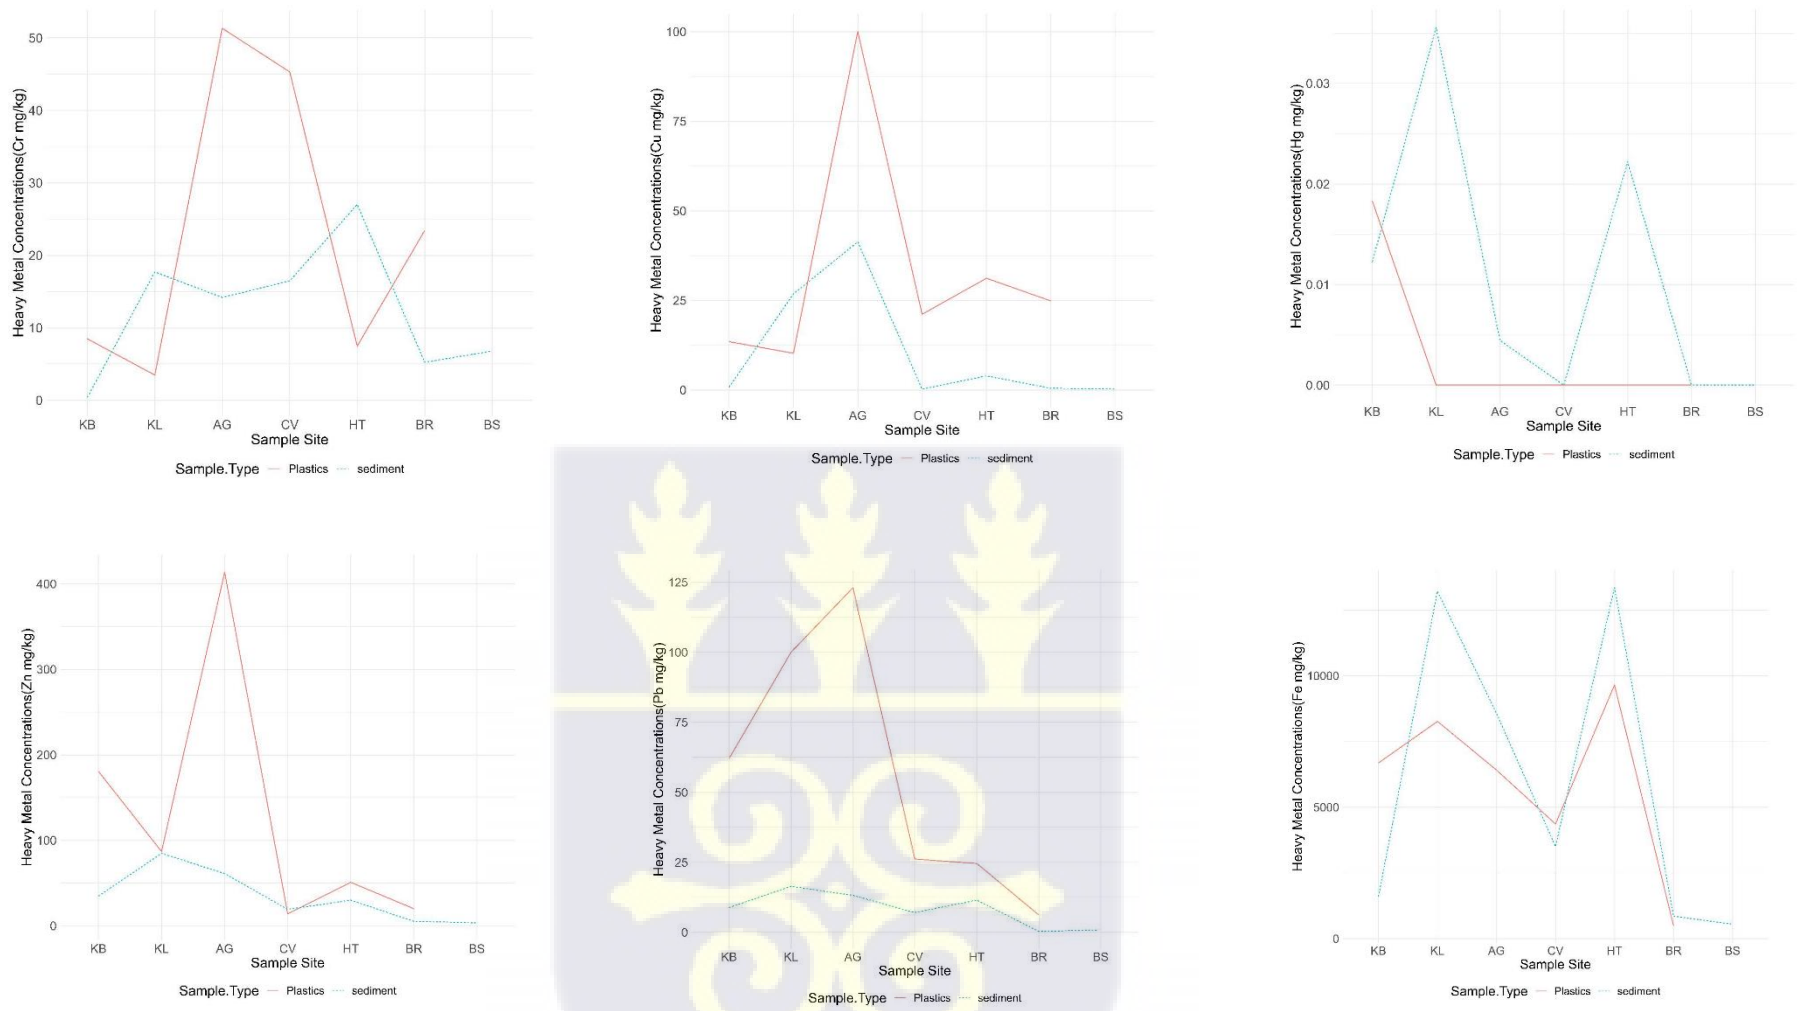 Heavy Metal Concentrations(Cr mg/kg)
50
40
30
20
10
0
KB KL AG CV HT BR BS
Sample Site
Sample.Type Plastics sediment
Heavy Metal Concentrations(Cu mg/kg)
100
75
50
25
0
KB KL AG CV HT BR BS
Sample Site
Sample.Type Plastics sediment
Heavy Metal Concentrations(Hg mg/kg)
0.03
0.02
0.01
0.00
KB KL AG CV HT BR BS
Sample Site
Sample.Type Plastics sediment
Heavy Metal Concentrations(Zn mg/kg)
400
300
200
100
0
KB KL AG CV HT BR BS
Sample Site
Sample.Type Plastics sediment
Heavy Metal Concentrations(Pb mg/kg)
125
100
75
50
25
0
KB KL AG CV HT BR BS
Sample Site
Sample.Type Plastics sediment
Heavy Metal Concentrations(Fe mg/kg)
10000
5000
0
KB KL AG CV HT BR BS
Sample Site
Sample.Type Plastics sediment